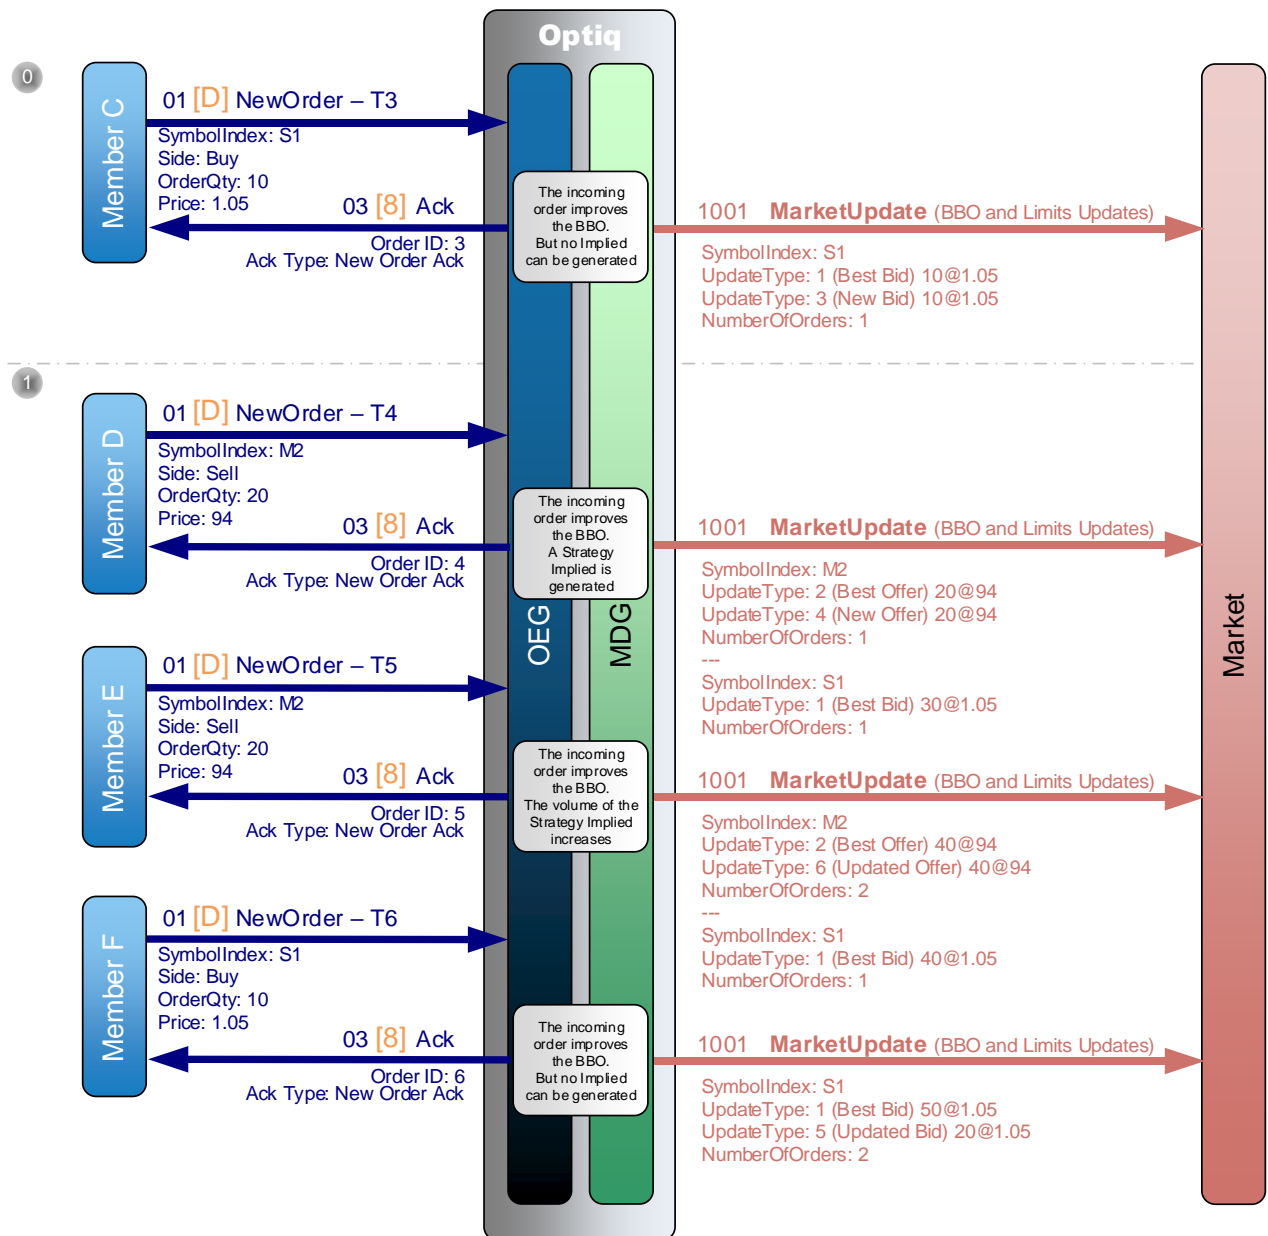 Optiq
0
Member C
01 [D] NewOrder – T3
SymbolIndex: S1
Side: Buy
OrderQty: 10
Price: 1.05
03 [8] Ack
Order ID: 3
Ack Type: New Order Ack
The incoming
order improves
the BBO.
But no Implied
can be generated
1001 MarketUpdate (BBO and Limits Updates)
SymbolIndex: S1
UpdateType: 1 (Best Bid) 10@1.05
UpdateType: 3 (New Bid) 10@1.05
NumberOfOrders: 1
1
Member D
01 [D] NewOrder – T4
SymbolIndex: M2
Side: Sell
OrderQty: 20
Price: 94
03 [8] Ack
Order ID: 4
Ack Type: New Order Ack
The incoming
order improves
the BBO.
A Strategy
Implied is
generated
1001 MarketUpdate (BBO and Limits Updates)
SymbolIndex: M2
UpdateType: 2 (Best Offer) 20@94
UpdateType: 4 (New Offer) 20@94
NumberOfOrders: 1
---
SymbolIndex: S1
UpdateType: 1 (Best Bid) 30@1.05
NumberOfOrders: 1
OEG
MDG
Market
Member E
01 [D] NewOrder – T5
SymbolIndex: M2
Side: Sell
OrderQty: 20
Price: 94
03 [8] Ack
Order ID: 5
Ack Type: New Order Ack
The incoming
order improves
the BBO.
The volume of the
Strategy Implied
increases
1001 MarketUpdate (BBO and Limits Updates)
SymbolIndex: M2
UpdateType: 2 (Best Offer) 40@94
UpdateType: 6 (Updated Offer) 40@94
NumberOfOrders: 2
---
SymbolIndex: S1
UpdateType: 1 (Best Bid) 40@1.05
NumberOfOrders: 1
Member F
01 [D] NewOrder – T6
SymbolIndex: S1
Side: Buy
OrderQty: 10
Price: 1.05
03 [8] Ack
Order ID: 6
Ack Type: New Order Ack
The incoming
order improves
the BBO.
But no Implied
can be generated
1001 MarketUpdate (BBO and Limits Updates)
SymbolIndex: S1
UpdateType: 1 (Best Bid) 50@1.05
UpdateType: 5 (Updated Bid) 20@1.05
NumberOfOrders: 2